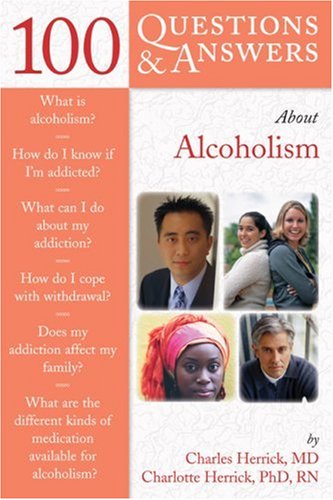 100 QUESTIONS
& ANSWERS
About
Alcoholism
What is
alcoholism?
How do I know if
I'm addicted?
What can I do
about my
addiction?
How do I cope
with withdrawal?
Does my
addiction affect my
family?
What are the
different kinds of
medication
available for
alcoholism?
By
Charles Herrick, MD
Charlotte Herrick, PhD, RN